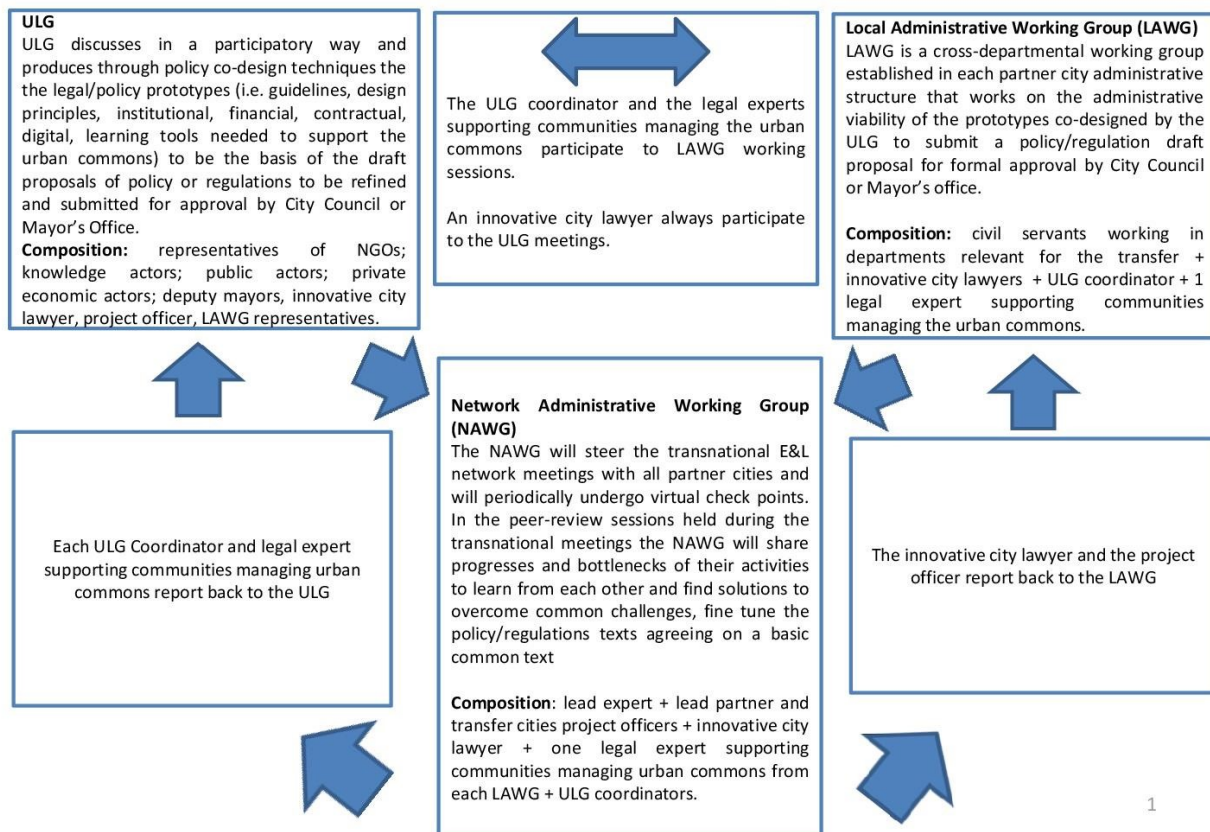 ULG
ULG discusses in a participatory way and
produces through policy co-design techniques the
the legal/policy prototypes (i.e. guidelines, design
principles, institutional, financial, contractual,
digital, learning tools needed to support the
urban commons) to be the basis of the draft
proposals of policy or regulations to be refined
and submitted for approval by City Council or
Mayor's Office.
Composition: representatives of NGOs;
knowledge actors; public actors; private
economic actors; deputy mayors, innovative city
lawyer, project officer, LAWG representatives.
The ULG coordinator and the legal experts
supporting communities managing the urban
commons participate to LAWG working
sessions.
An innovative city lawyer always participate
to the ULG meetings.
Local Administrative Working Group (LAWG)
LAWG is a cross-departmental working group
established in each partner city administrative
structure that works on the administrative
viability of the prototypes co-designed by the
ULG to submit a policy/regulation draft
proposal for formal approval by City Council
or Mayor's office.
Composition: civil servants working in
departments relevant for the transfer +
innovative city lawyers + ULG coordinator + 1
legal expert supporting communities
managing the urban commons.
Each ULG Coordinator and legal expert
supporting communities managing urban
commons report back to the ULG
Network Administrative Working Group
(NAWG)
The NAWG will steer the transnational E&L
network meetings with all partner cities and
will periodically undergo virtual check points.
In the peer-review sessions held during the
transnational meetings the NAWG will share
progresses and bottlenecks of their activities
to learn from each other and find solutions to
overcome common challenges, fine tune the
policy/regulations texts agreeing on a basic
common text
Composition: lead expert + lead partner and
transfer cities project officers + innovative city
lawyer + one legal expert supporting
communities managing urban commons from
each LAWG + ULG coordinators.
The innovative city lawyer and the project
officer report back to the LAWG
1